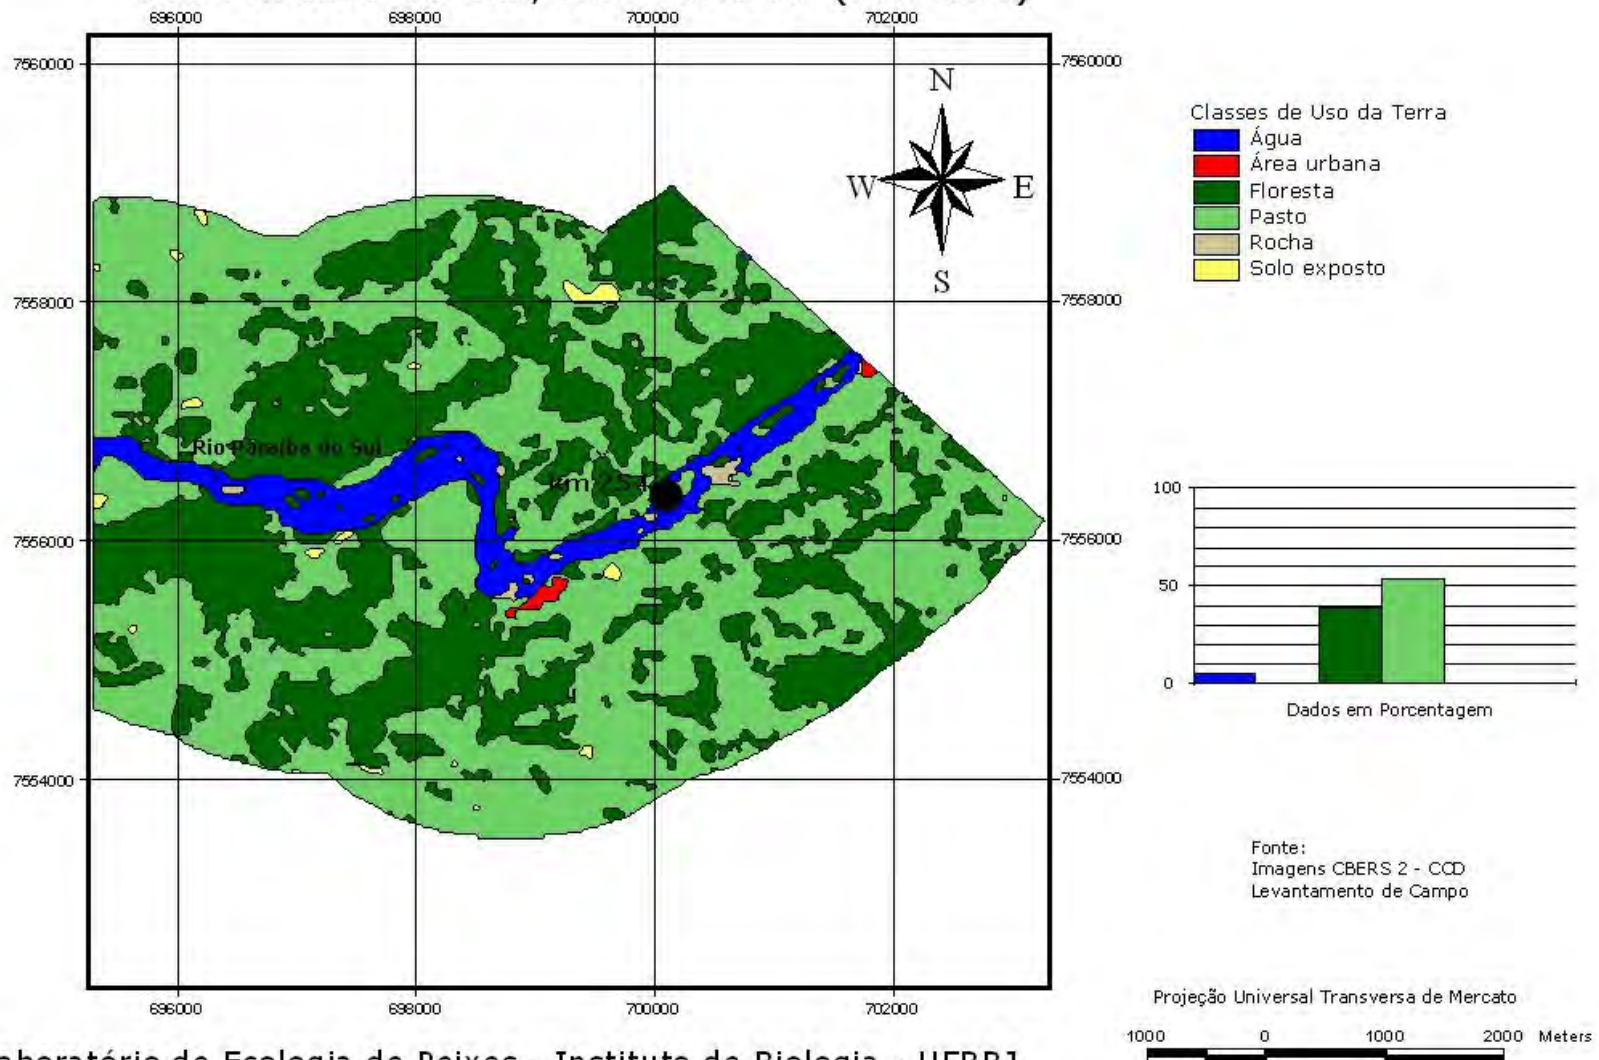 696000 698000 700000 702000
7560000 7560000
N
W E
S
Classes de Uso da Terra
Água
Área urbana
Floresta
Pasto
Rocha
Solo exposto
7558000 7558000
Rio Paraíba do Sul
km 254
7556000 7556000
100
50
0
Dados em Porcentagem
7554000 7554000
Fonte:
Imagens CBERS 2 - CCD
Levantamento de Campo
696000 698000 700000 702000
Projeção Universal Transversa de Mercato
1000 0 1000 2000 Meters
aboratório de Ecologia de Peixes - Instituto de Biologia - UFRRJ